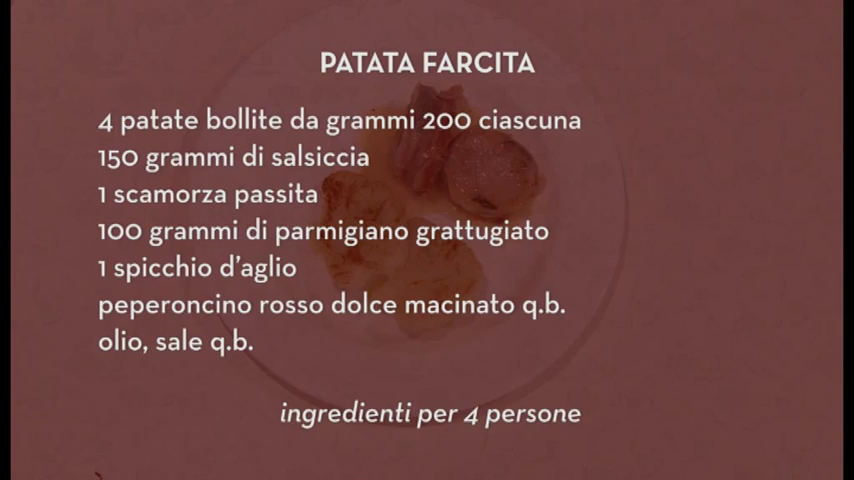 PATATA FARCITA
4 patate bollite da grammi 200 ciascuna
150 grammi di salsiccia
1 scamorza passita
100 grammi di parmigiano grattugiato
1 spicchio d'aglio
peperoncino rosso dolce macinato q.b.
olio, sale q.b.
ingredienti per 4 persone